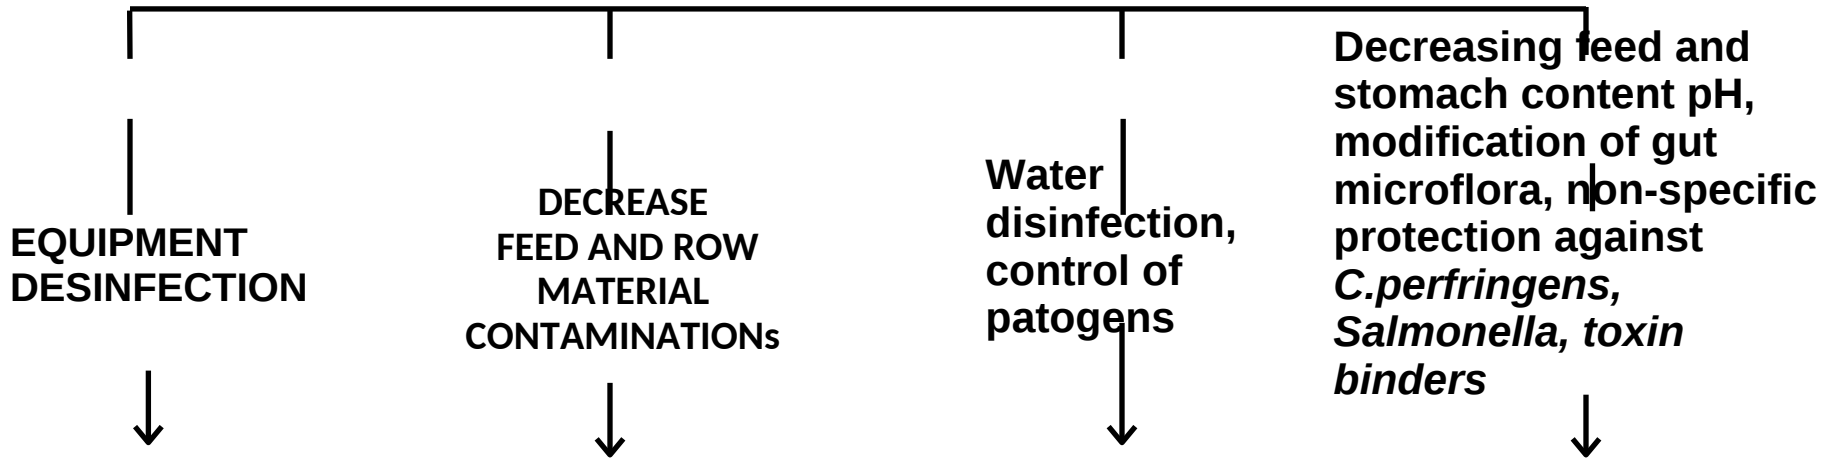 EQUIPMENT
DESINFECTION
DECREASE
FEED AND ROW
MATERIAL
CONTAMINATIONs
Water
disinfection,
control of
patogens
Decreasing feed and
stomach content pH,
modification of gut
microflora, non-specific
protection against
C.perfringens,
Salmonella, toxin
binders